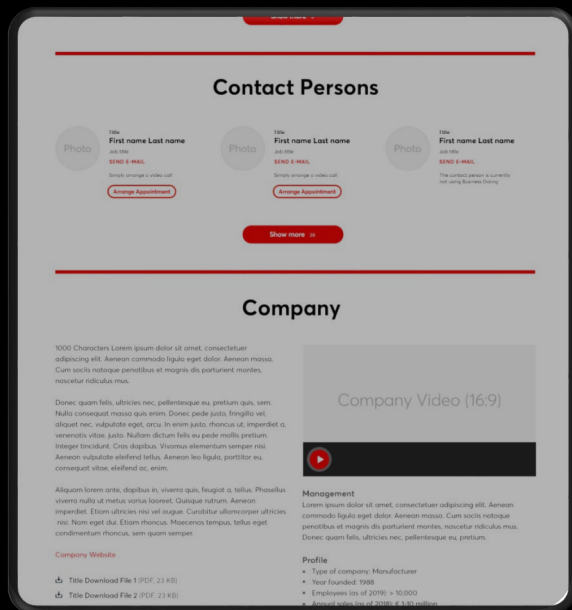 Show more »
Contact Persons
Photo
Title
First name Last name
Job title
SEND E-MAIL
Simply arrange a video call
Arrange Appointment
Photo
Title
First name Last name
Job title
SEND E-MAIL
Simply arrange a video call
Arrange Appointment
Photo
Title
First name Last name
Job title
SEND E-MAIL
The contact person is currently
not using Business Dating
Show more »
Company
1000 Characters Lorem ipsum dolor sit amet, consectetuer
adipiscing elit. Aenean commodo ligula eget dolor. Aenean massa.
Cum sociis natoque penatibus et magnis dis parturient montes,
nascetur ridiculus mus.
Donec quam felis, ultricies nec, pellentesque eu, pretium quis, sem.
Nulla consequat massa quis enim. Donec pede justo, fringilla vel,
aliquet nec, vulputate eget, arcu. In enim justo, rhoncus ut, imperdiet a,
venenatis vitae, justo. Nullam dictum felis eu pede mollis pretium.
Integer tincidunt. Cras dapibus. Vivamus elementum semper nisi.
Aenean vulputate eleifend tellus. Aenean leo ligula, porttitor eu,
consequat vitae, eleifend ac, enim.
Aliquam lorem ante, dapibus in, viverra quis, feugiat a, tellus. Phasellus
viverra nulla ut metus varius laoreet. Quisque rutrum. Aenean
imperdiet. Etiam ultricies nisi vel augue. Curabitur ullamcorper ultricies
nisi. Nam eget dui. Etiam rhoncus. Maecenas tempus, tellus eget
condimentum rhoncus, sem quam semper.
Company Website
Title Download File 1 (PDF, 23 KB)
Title Download File 2 (PDF, 23 KB)
Company Video (16:9)
Management
Lorem ipsum dolor sit amet, consectetuer adipiscing elit. Aenean
commodo ligula eget dolor. Aenean massa. Cum sociis natoque
penatibus et magnis dis parturient montes, nascetur ridiculus mus.
Donec quam felis, ultricies nec, pellentesque eu, pretium.
Profile
• Type of company: Manufacturer
• Year founded: 1988
• Employees (as of 2019): > 10,000
• Annual sales (as of 2018): € 1-10 million